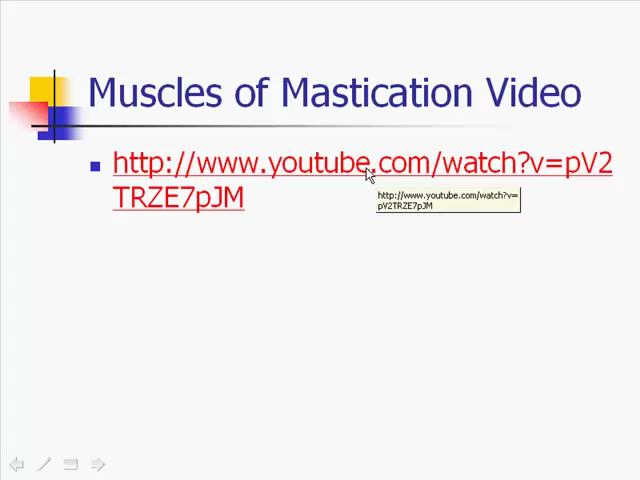 Muscles of Mastication Video
http://www.youtube.com/watch?v=pV2
TRZE7pJM
http://www.youtube.com/watch?v=
pV2TRZE7pJM